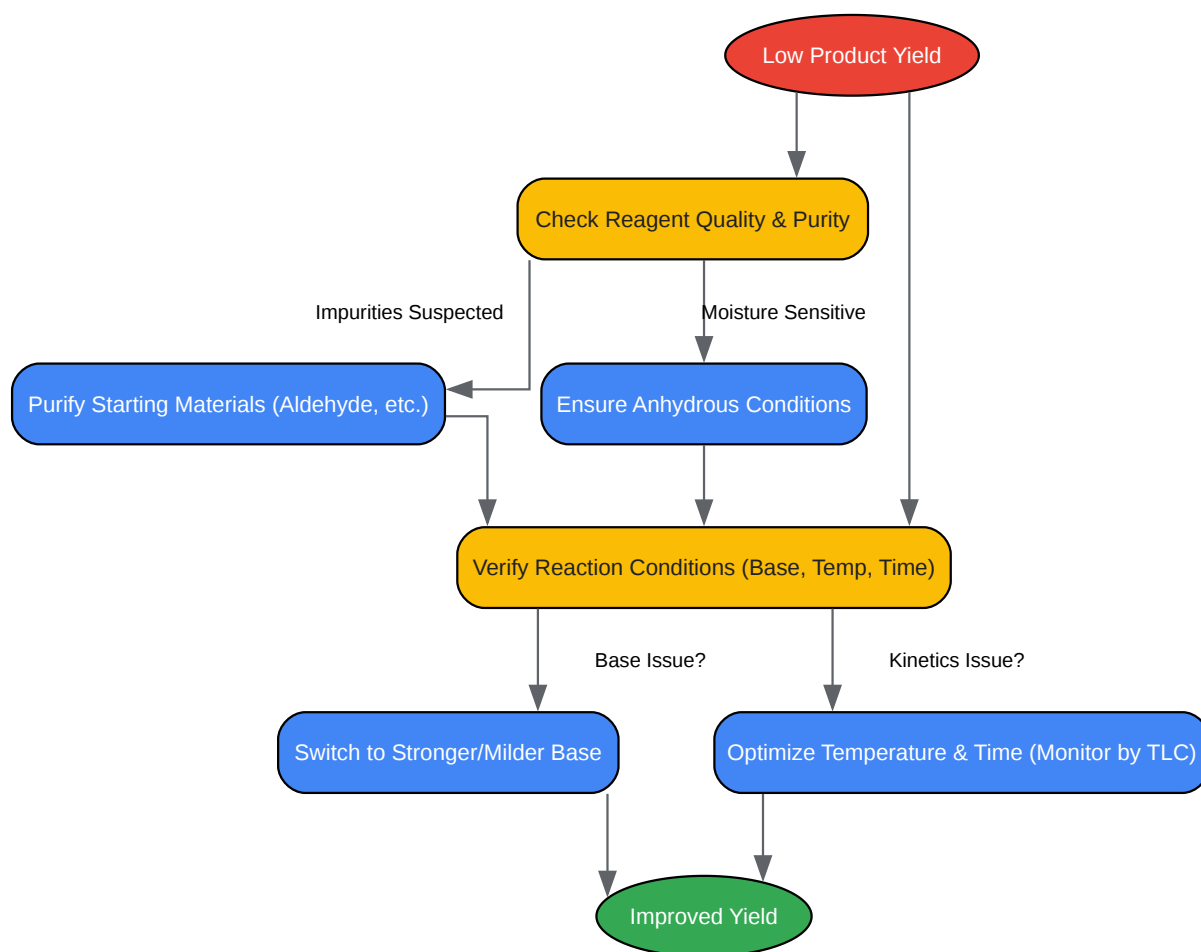 Low Product Yield
Check Reagent Quality & Purity
Impurities Suspected
Moisture Sensitive
Purify Starting Materials (Aldehyde, etc.)
Ensure Anhydrous Conditions
Verify Reaction Conditions (Base, Temp, Time)
Base Issue?
Kinetics Issue?
Switch to Stronger/Milder Base
Optimize Temperature & Time (Monitor by TLC)
Improved Yield